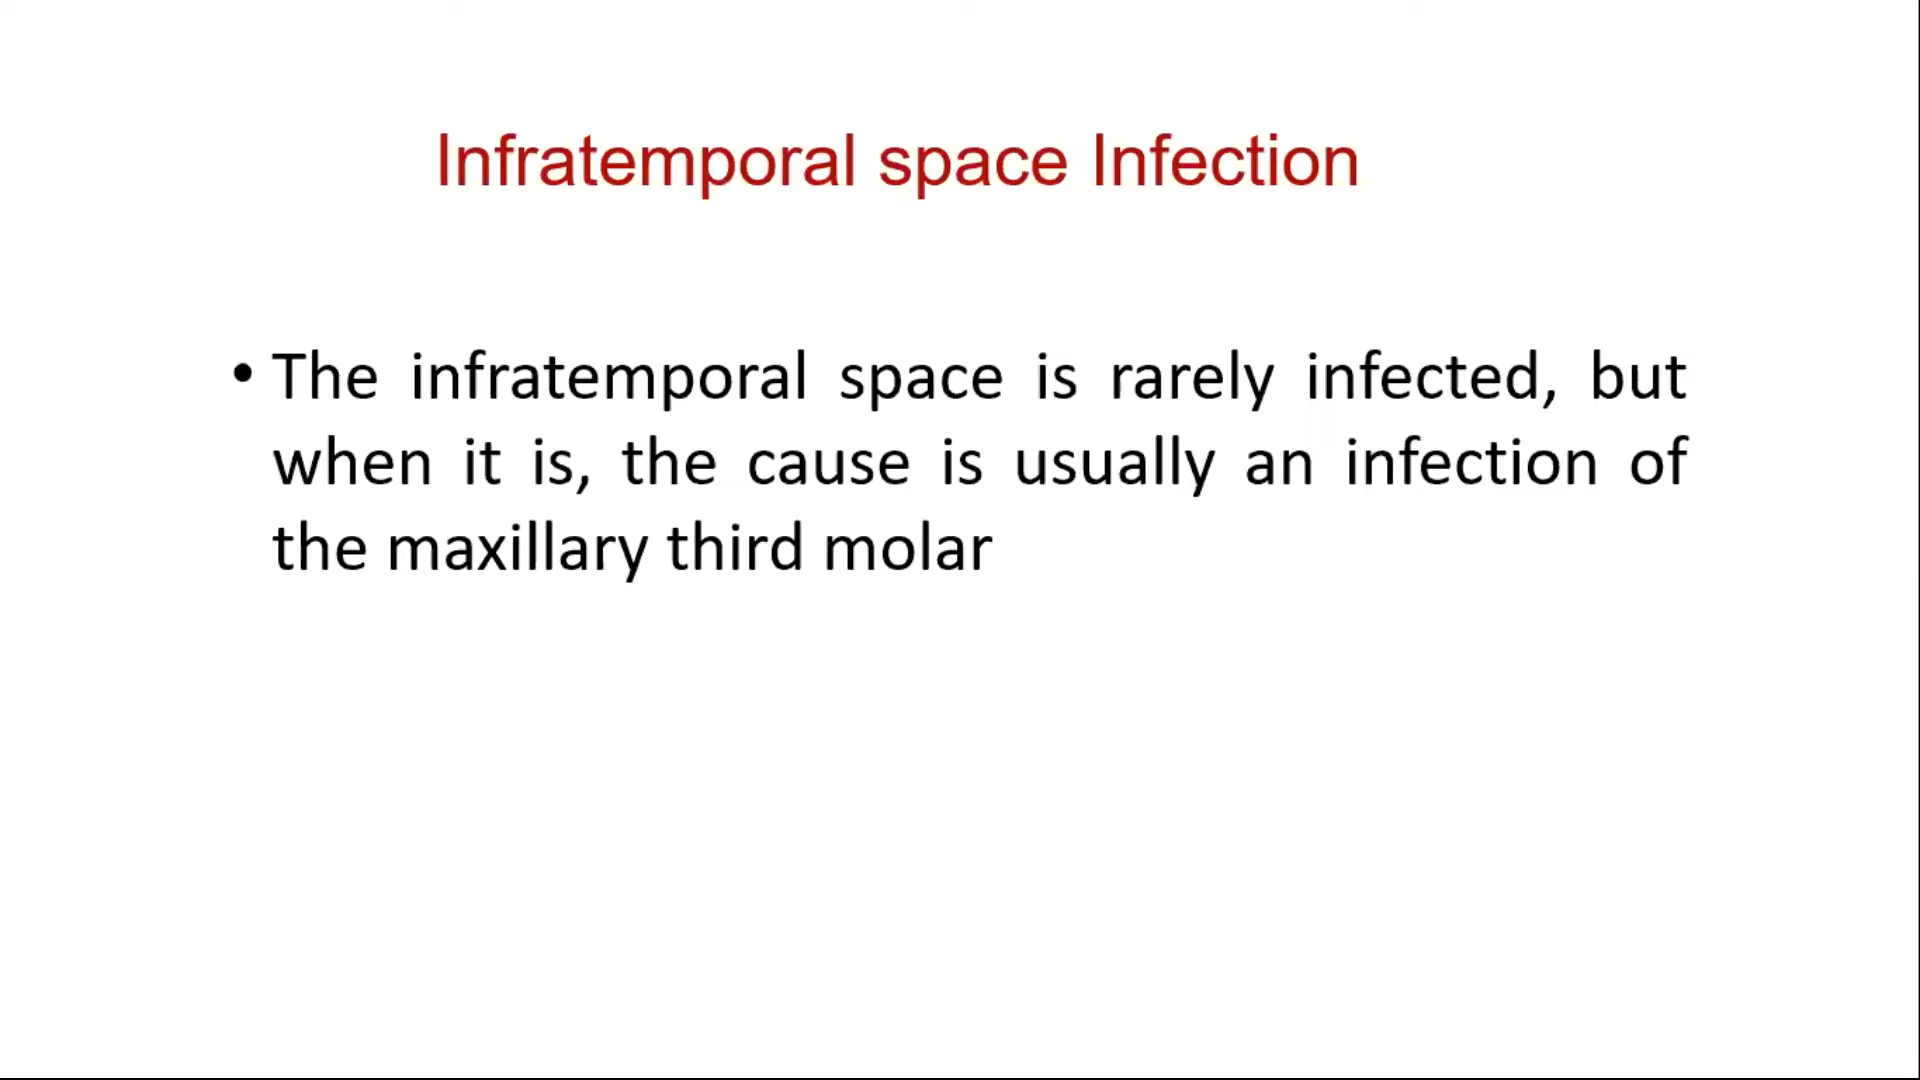 Infratemporal space Infection
• The infratemporal space is rarely infected, but
when it is, the cause is usually an infection of
the maxillary third molar